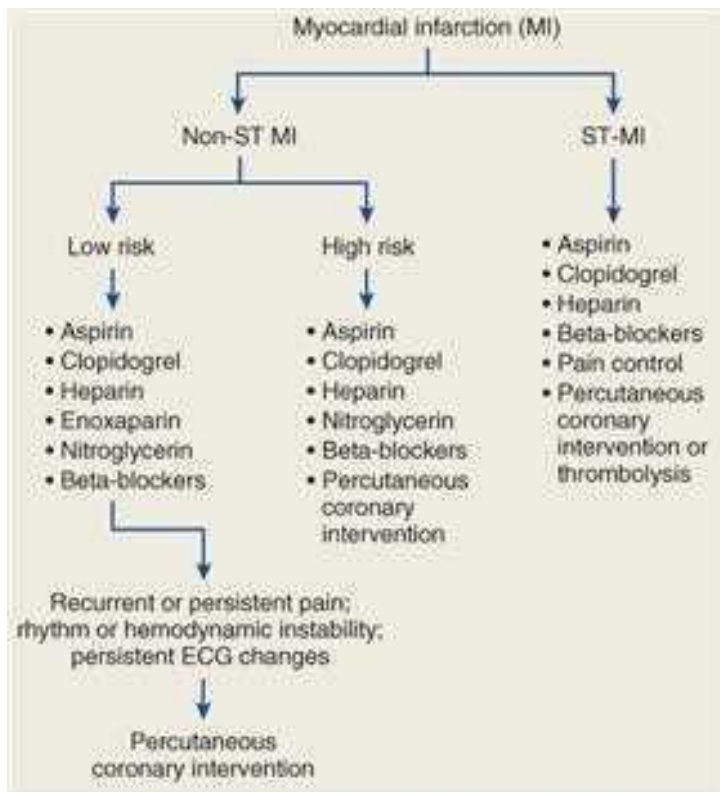 Myocardial infarction (MI)
Non-ST MI
ST-MI
Low risk
High risk
• Aspirin
• Clopidogrel
• Heparin
• Enoxaparin
• Nitroglycerin
• Beta-blockers
• Aspirin
• Clopidogrel
• Heparin
• Nitroglycerin
• Beta-blockers
• Percutaneous
coronary
intervention
• Aspirin
• Clopidogrel
• Heparin
• Beta-blockers
• Pain control
• Percutaneous
coronary
intervention or
thrombolysis
Recurrent or persistent pain;
rhythm or hemodynamic instability;
persistent ECG changes
Percutaneous
coronary intervention